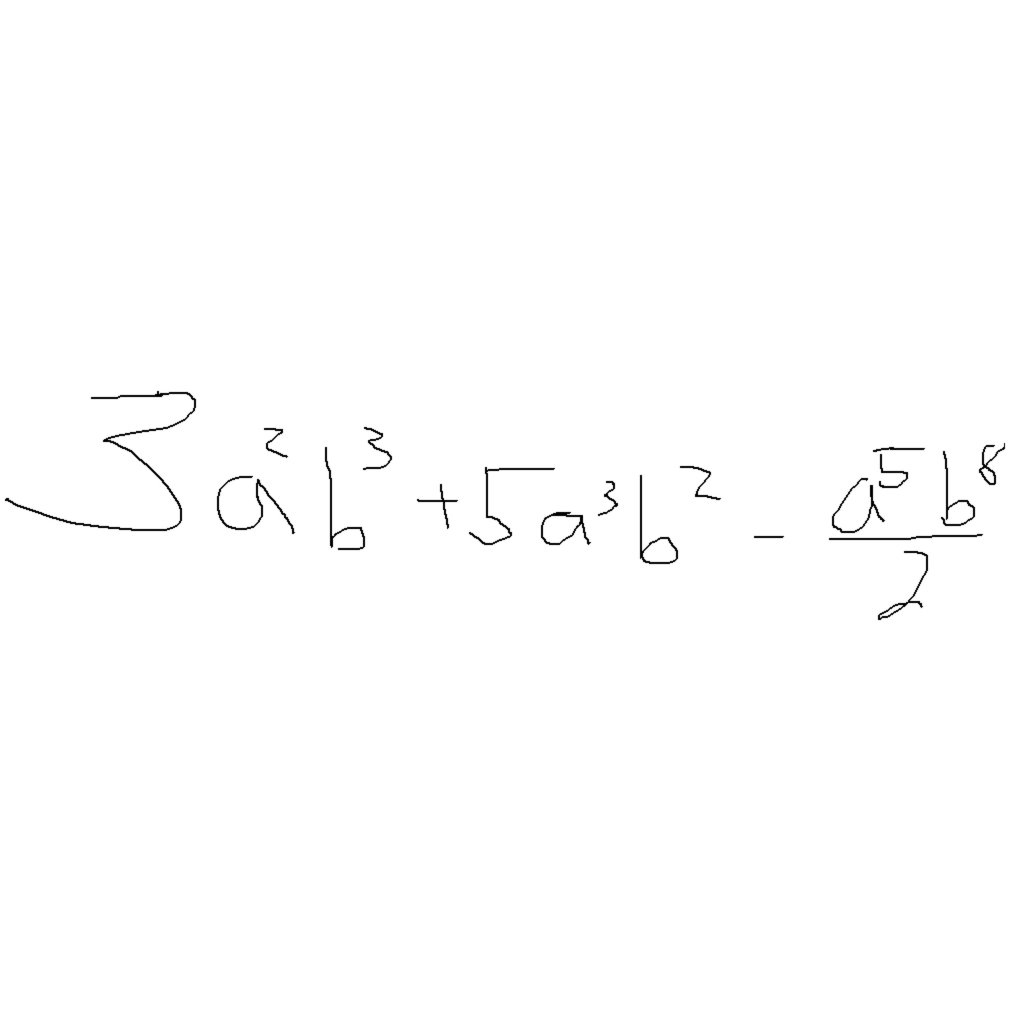 3a²b³ + 5a³b² - a⁵b⁸/2